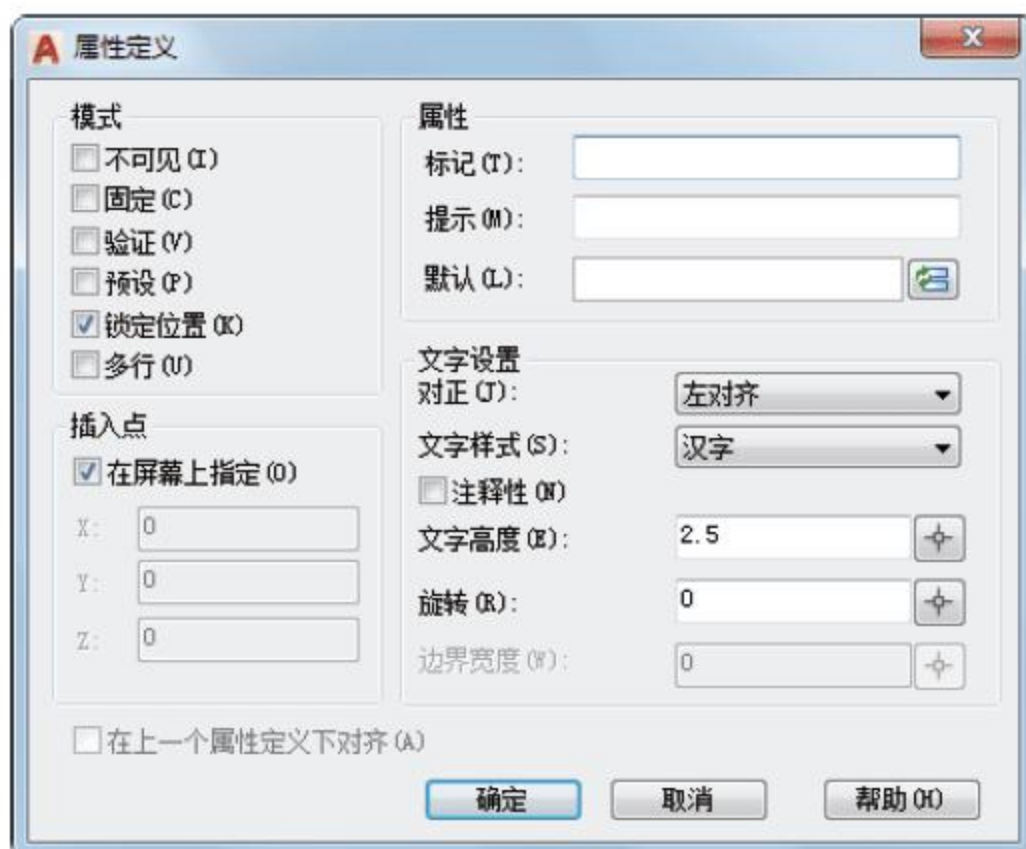 属性定义
模式
不可见(I)
固定(C)
验证(V)
预设(P)
锁定位置(K)
多行(U)
插入点
在屏幕上指定(O)
X: 0
Y: 0
Z: 0
属性
标记(T):
提示(M):
默认(L):
文字设置
对正(J): 左对齐
文字样式(S): 汉字
注释性(N)
文字高度(E): 2.5
旋转(R): 0
边界宽度(W): 0
在上一个属性定义下对齐(A)
确定 取消 帮助(H)